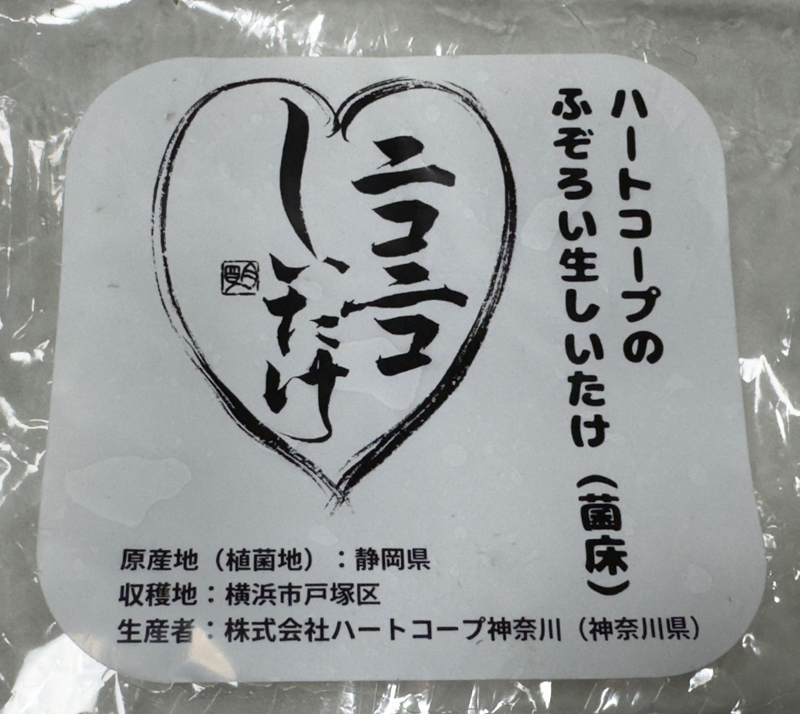 ハートコープの
ふぞろい生しいたけ（菌床）
ニコニコ
しいたけ
原産地（植菌地）：静岡県
収穫地：横浜市戸塚区
生産者：株式会社ハートコープ神奈川（神奈川県）